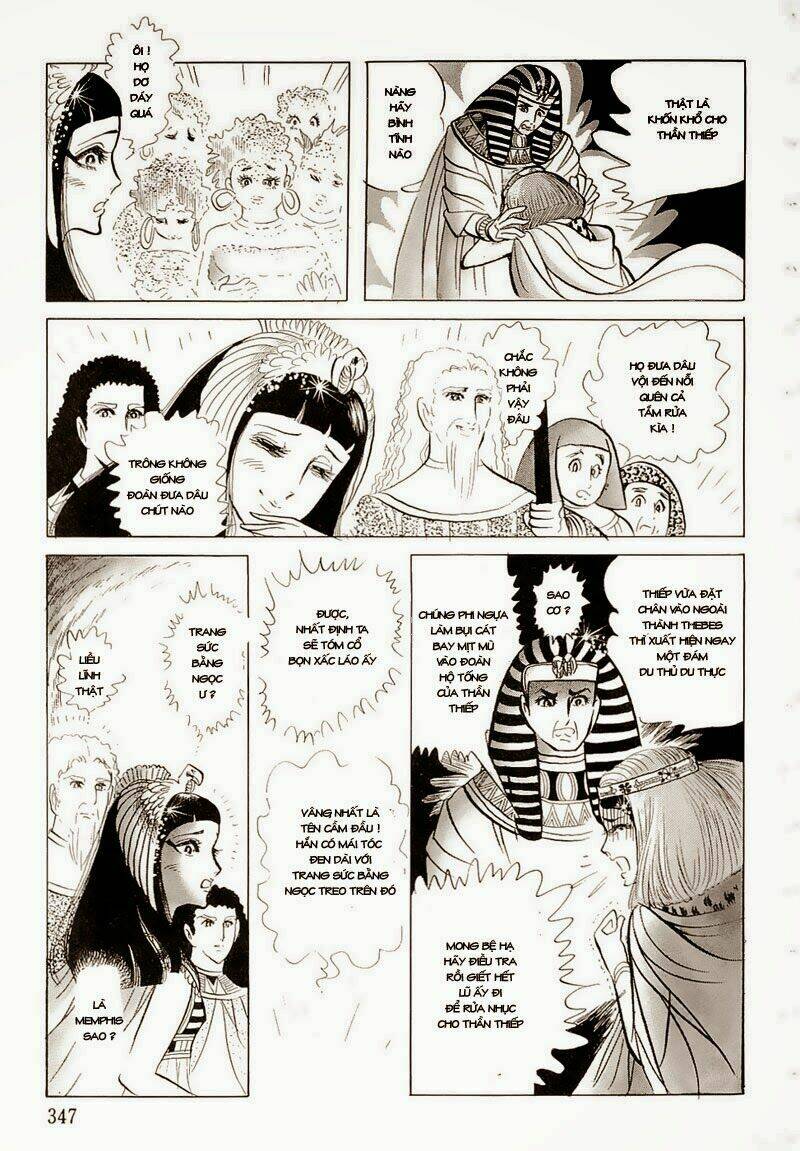 THẬT LÀ
KHỐN KHỔ CHO
THẦN THIẾP
NÀNG
HÃY
BÌNH
TĨNH
NÀO
ÔI !
HỌ
DƠ
DÁY
QUÁ
HỌ ĐƯA DÂU
VỘI ĐẾN NỖI
QUÊN CẢ
TẮM RỬA
KÌA !
CHẮC
KHÔNG
PHẢI
VẬY
ĐÂU
TRÔNG KHÔNG
GIỐNG
ĐOÀN ĐƯA DÂU
CHÚT NÀO
THIẾP VỪA ĐẶT
CHÂN VÀO NGOÀI
THÀNH THEBES
THÌ XUẤT HIỆN NGAY
MỘT ĐÁM
DU THỦ DU THỰC
SAO
CƠ ?
CHÚNG PHI NGỰA
LÀM BỤI CÁT
BAY MỊT MÙ
VÀO ĐOÀN
HỘ TỐNG
CỦA THẦN
THIẾP
MONG BỆ HẠ
HÃY ĐIỀU TRA
RỒI GIẾT HẾT
LŨ ẤY ĐI
ĐỂ RỬA NHỤC
CHO THẦN THIẾP
ĐƯỢC,
NHẤT ĐỊNH TA
SẼ TÓM CỔ
BỌN XẤC LÁO ẤY
VÂNG NHẤT LÀ
TÊN CẦM ĐẦU !
HẮN CÓ MÁI TÓC
ĐEN DÀI VỚI
TRANG SỨC BẰNG
NGỌC TREO TRÊN ĐÓ
TRANG
SỨC
BẰNG
NGỌC
Ư ?
LIỀU
LĨNH
THẬT
LÀ
MEMPHIS
SAO ?
347